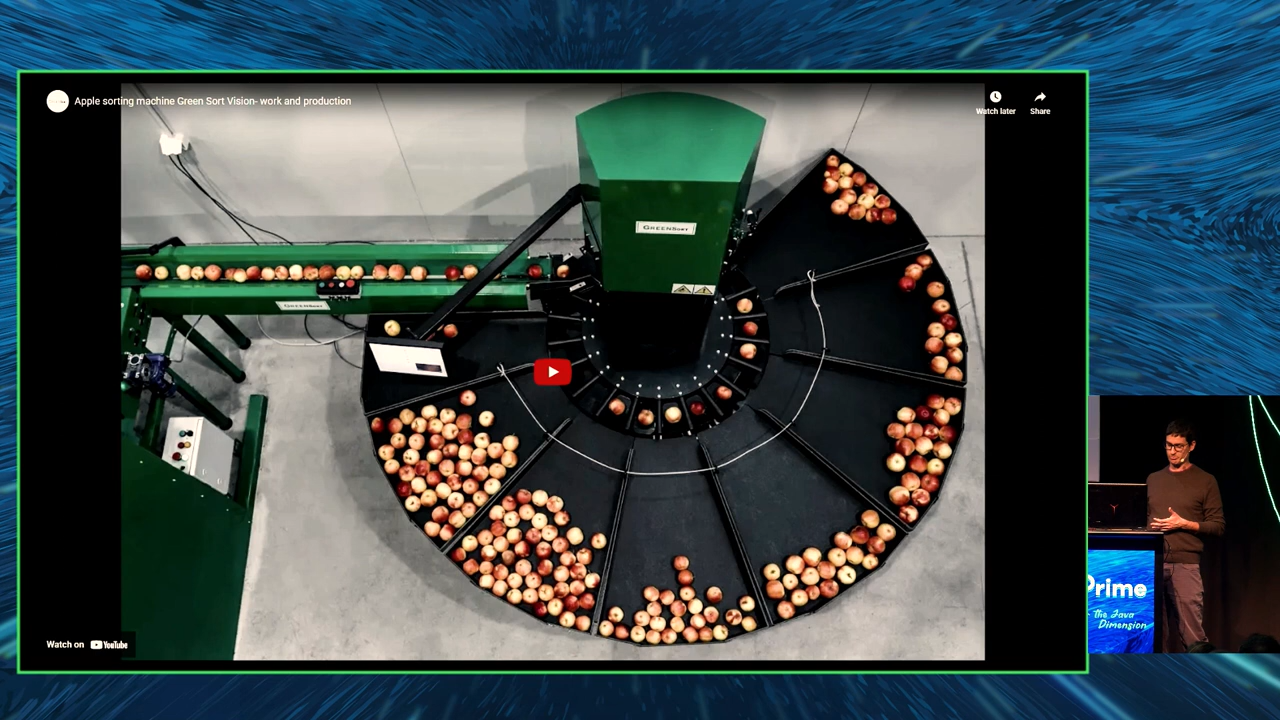 Apple sorting machine Green Sort Vision- work and production
Watch later
Share
GREENSORT
GREENSORT
Watch on YouTube
Prime
the Java
Dimension